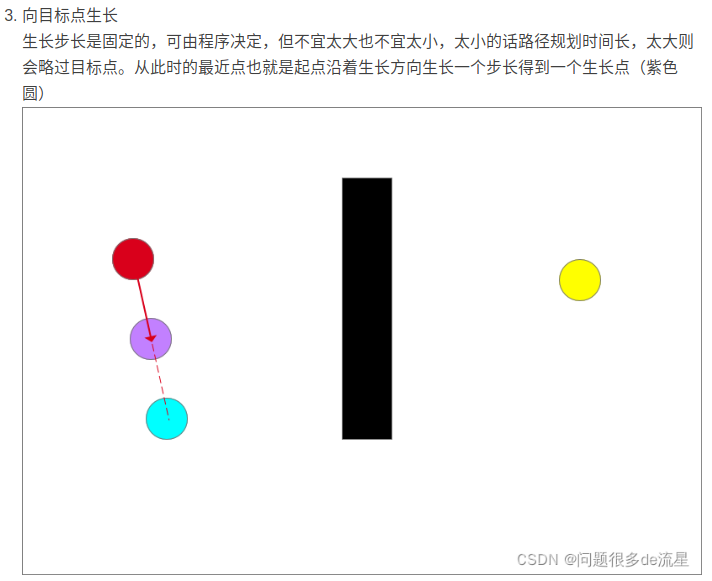 3. 向目标点生长
生长步长是固定的，可由程序决定，但不宜太大也不宜太小，太小的话路径规划时间长，太大则
会略过目标点。从此时的最近点也就是起点沿着生长方向生长一个步长得到一个生长点（紫色
圆）
CSDN @问题很多de流星